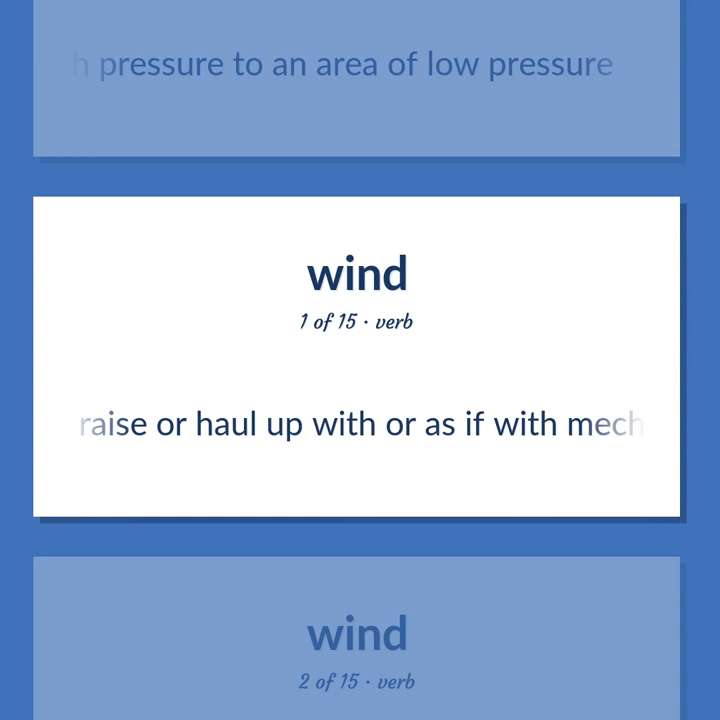 pressure to an area of low pressure
wind
1 of 15 · verb
raise or haul up with or as if with mech
wind
2 of 15 · verb